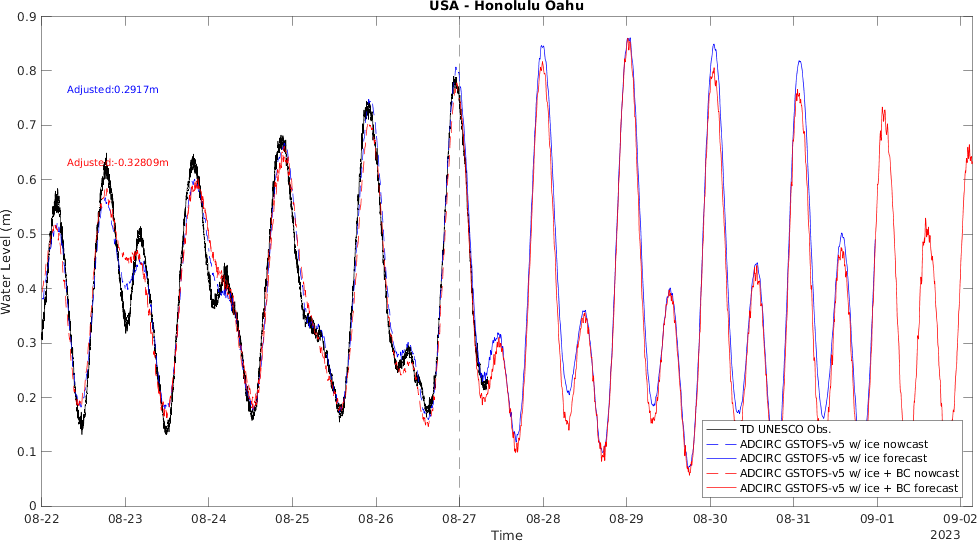 USA - Honolulu Oahu
0.9
0.8
0.7
0.6
0.5
0.4
0.3
0.2
0.1
0
Water Level (m)
Adjusted:0.2917m
Adjusted:-0.32809m
TD UNESCO Obs.
ADCIRC GSTOFS-v5 w/ ice nowcast
ADCIRC GSTOFS-v5 w/ ice forecast
ADCIRC GSTOFS-v5 w/ ice + BC nowcast
ADCIRC GSTOFS-v5 w/ ice + BC forecast
08-22 08-23 08-24 08-25 08-26 08-27 08-28 08-29 08-30 08-31 09-01 09-02
Time
2023